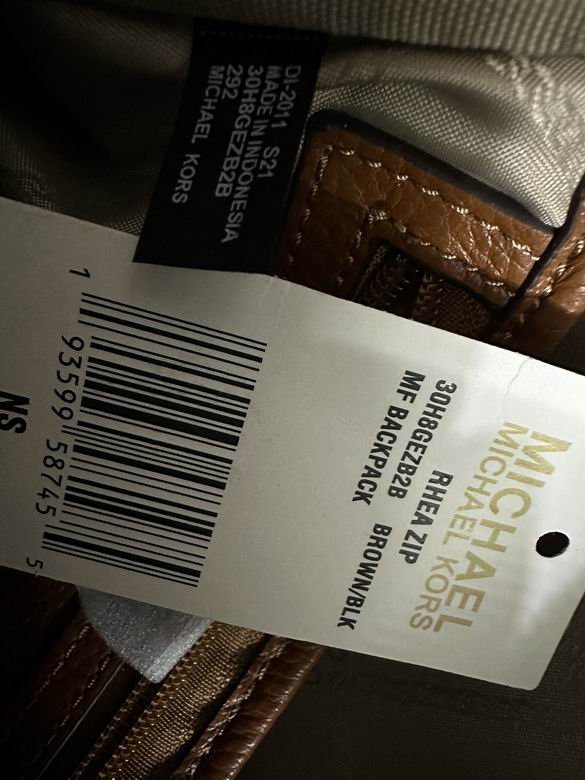 DI-2011 S21
MADE IN INDONESIA
30H8GEZB2B
292
MICHAEL KORS
MICHAEL
MICHAEL KORS
30H8GEZB2B RHEA ZIP
MF BACKPACK BROWN/BLK
1 93599 58745 5
NS